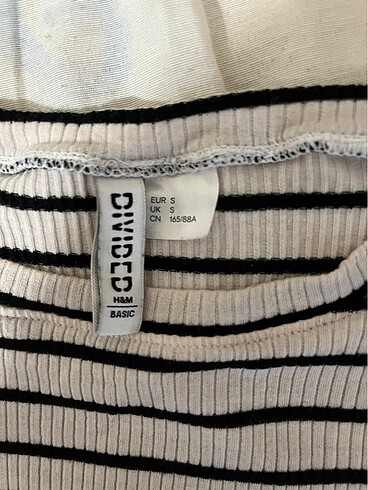 DIVIDED
H&M
BASIC
EUR S
UK S
CN 165/88A